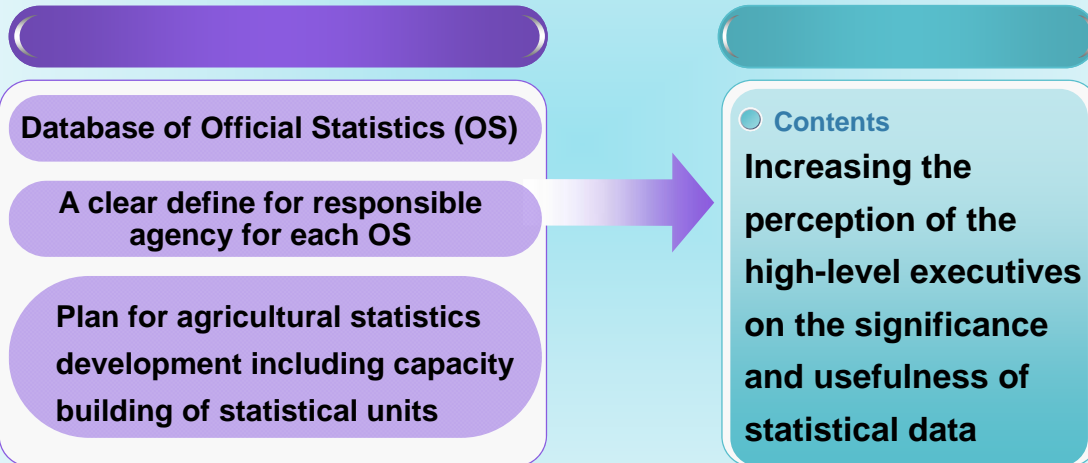 Database of Official Statistics (OS)
A clear define for responsible
agency for each OS
Plan for agricultural statistics
development including capacity
building of statistical units
Contents
Increasing the
perception of the
high-level executives
on the significance
and usefulness of
statistical data